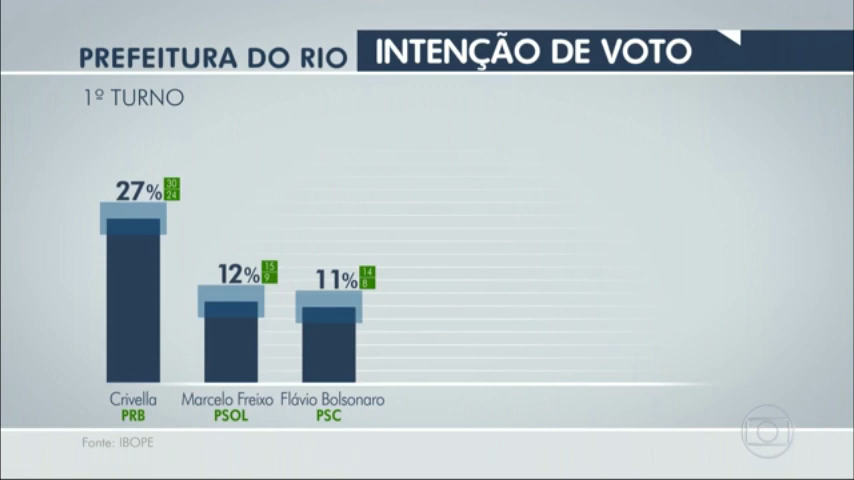 PREFEITURA DO RIO
INTENÇÃO DE VOTO
1º TURNO
27% 30 24
12% 15 9
11% 14 8
Crivella
PRB
Marcelo Freixo
PSOL
Flávio Bolsonaro
PSC
Fonte: IBOPE